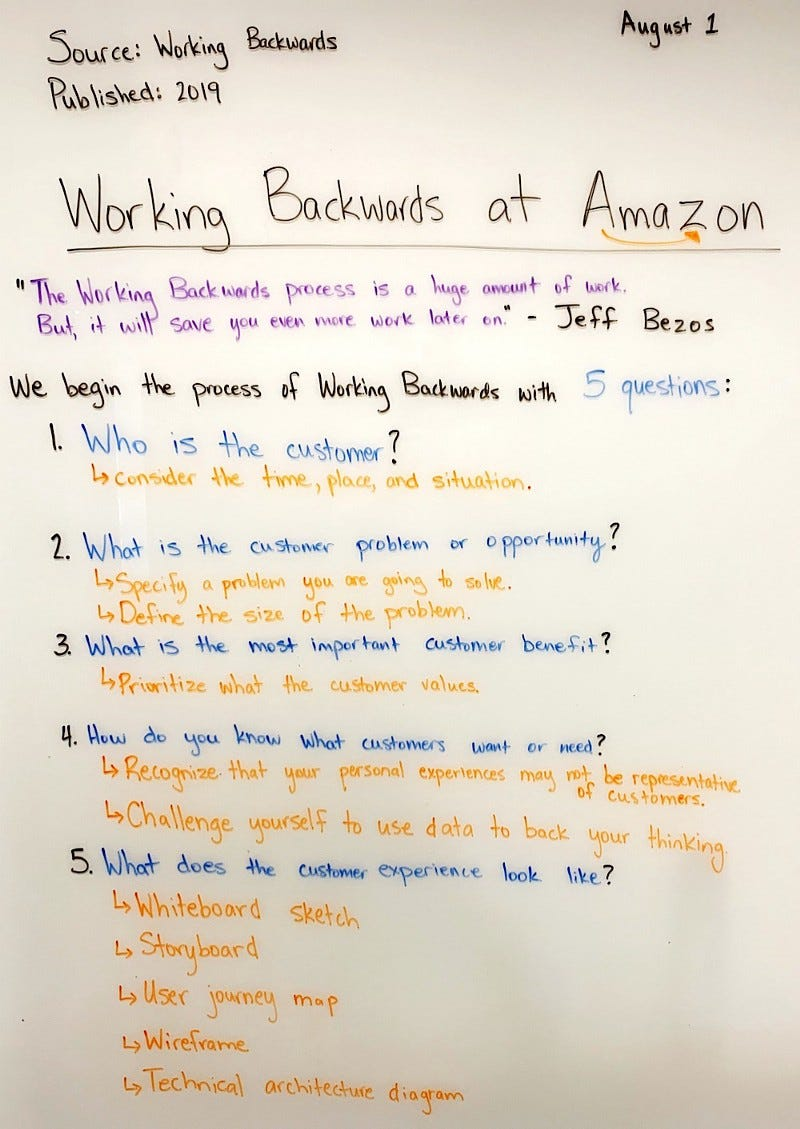 August 1
Source: Working Backwards
Published: 2019
Working Backwards at Amazon
"The Working Backwards process is a huge amount of work.
But, it will save you even more work later on." - Jeff Bezos
We begin the process of Working Backwards with 5 questions:
1. Who is the customer?
↳ consider the time, place, and situation.
2. What is the customer problem or opportunity?
↳ Specify a problem you are going to solve.
↳ Define the size of the problem.
3. What is the most important customer benefit?
↳ Prioritize what the customer values.
4. How do you know what customers want or need?
↳ Recognize that your personal experiences may not be representative
of customers.
↳ Challenge yourself to use data to back your thinking.
5. What does the customer experience look like?
↳ Whiteboard sketch
↳ Storyboard
↳ User journey map
↳ Wireframe
↳ Technical architecture diagram